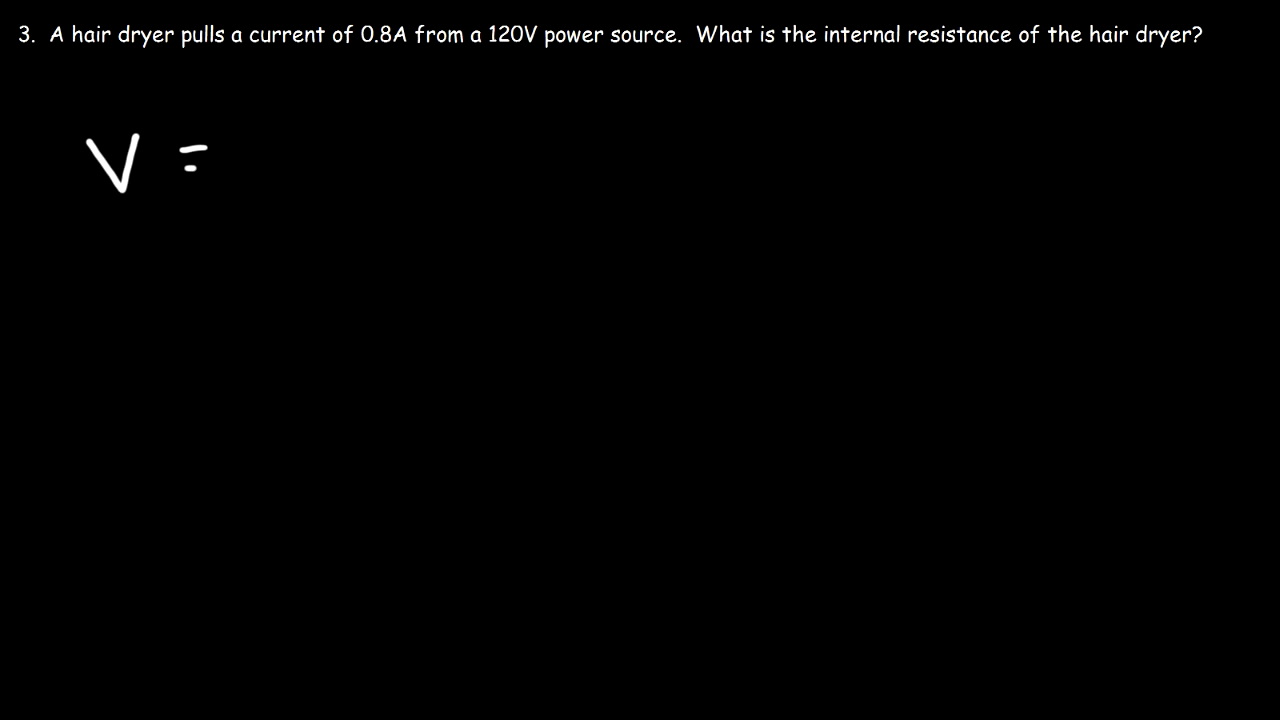 3. A hair dryer pulls a current of 0.8A from a 120V power source. What is the internal resistance of the hair dryer?
V =